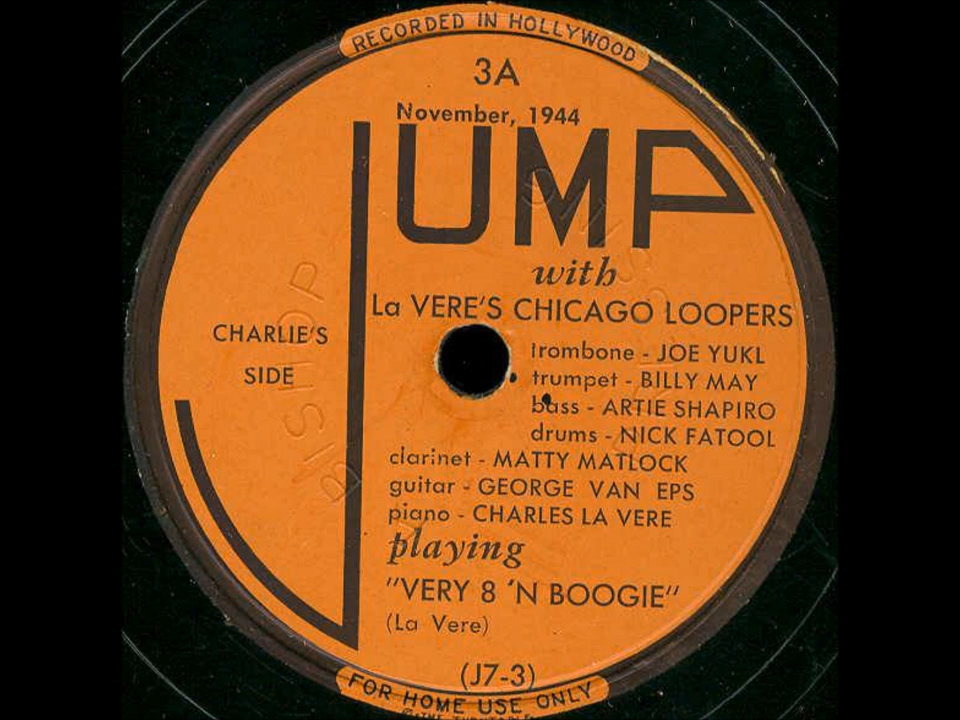 RECORDED IN HOLLYWOOD
3A
November, 1944
JUMP
with
La VERE'S CHICAGO LOOPERS
CHARLIE'S
SIDE
trombone - JOE YUKL
trumpet - BILLY MAY
bass - ARTIE SHAPIRO
drums - NICK FATOOL
clarinet - MATTY MATLOCK
guitar - GEORGE VAN EPS
piano - CHARLES LA VERE
playing
"VERY 8 'N BOOGIE"
(La Vere)
(J7-3)
FOR HOME USE ONLY
BISHOP